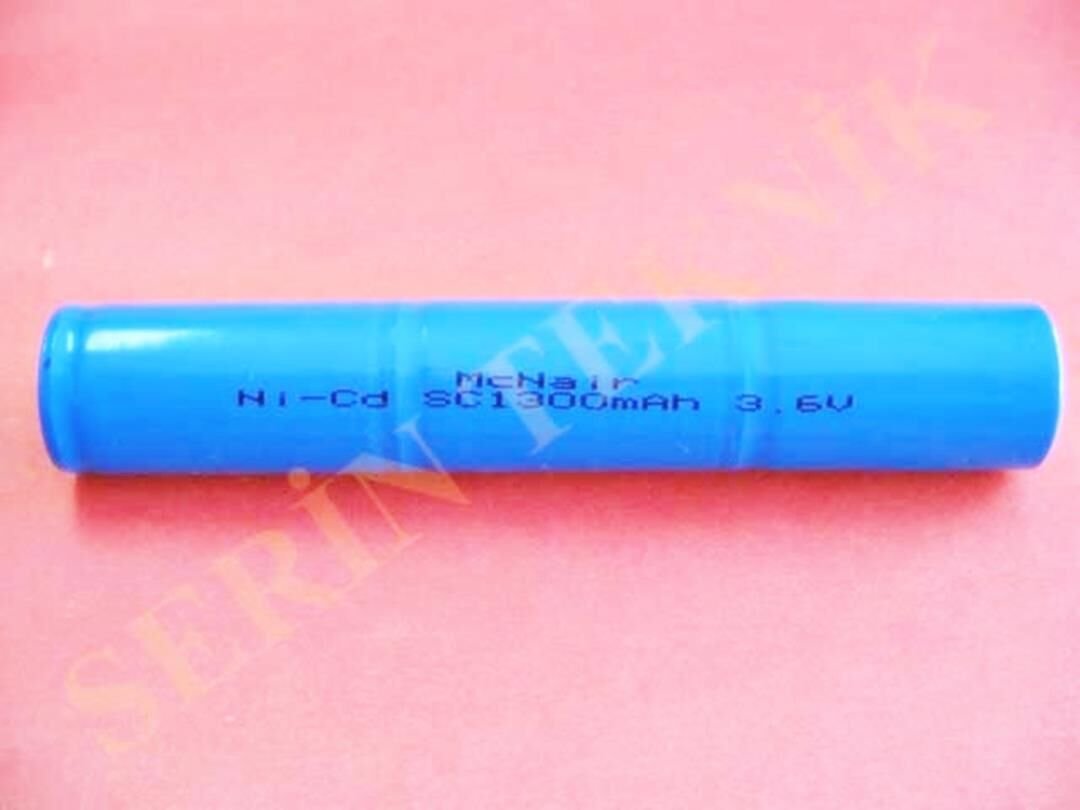 McNair
Ni-Cd SC1300mAh 3.6V
SERİN TEKNİK